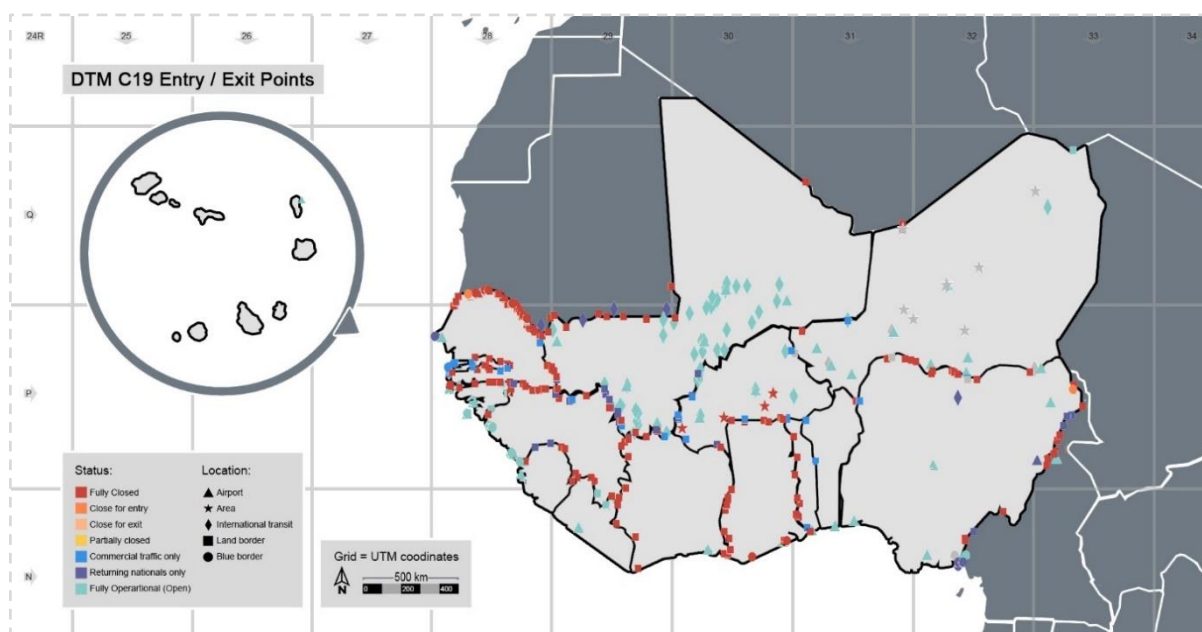 24R 25 26 27 28 29 30 31 32 33 34
DTM C19 Entry / Exit Points
Q
P
N
Status:
Fully Closed
Close for entry
Close for exit
Partially closed
Commercial traffic only
Returning nationals only
Fully Operartional (Open)
Location:
Airport
Area
International transit
Land border
Blue border
Grid = UTM coodinates
N
500 km
0 200 400